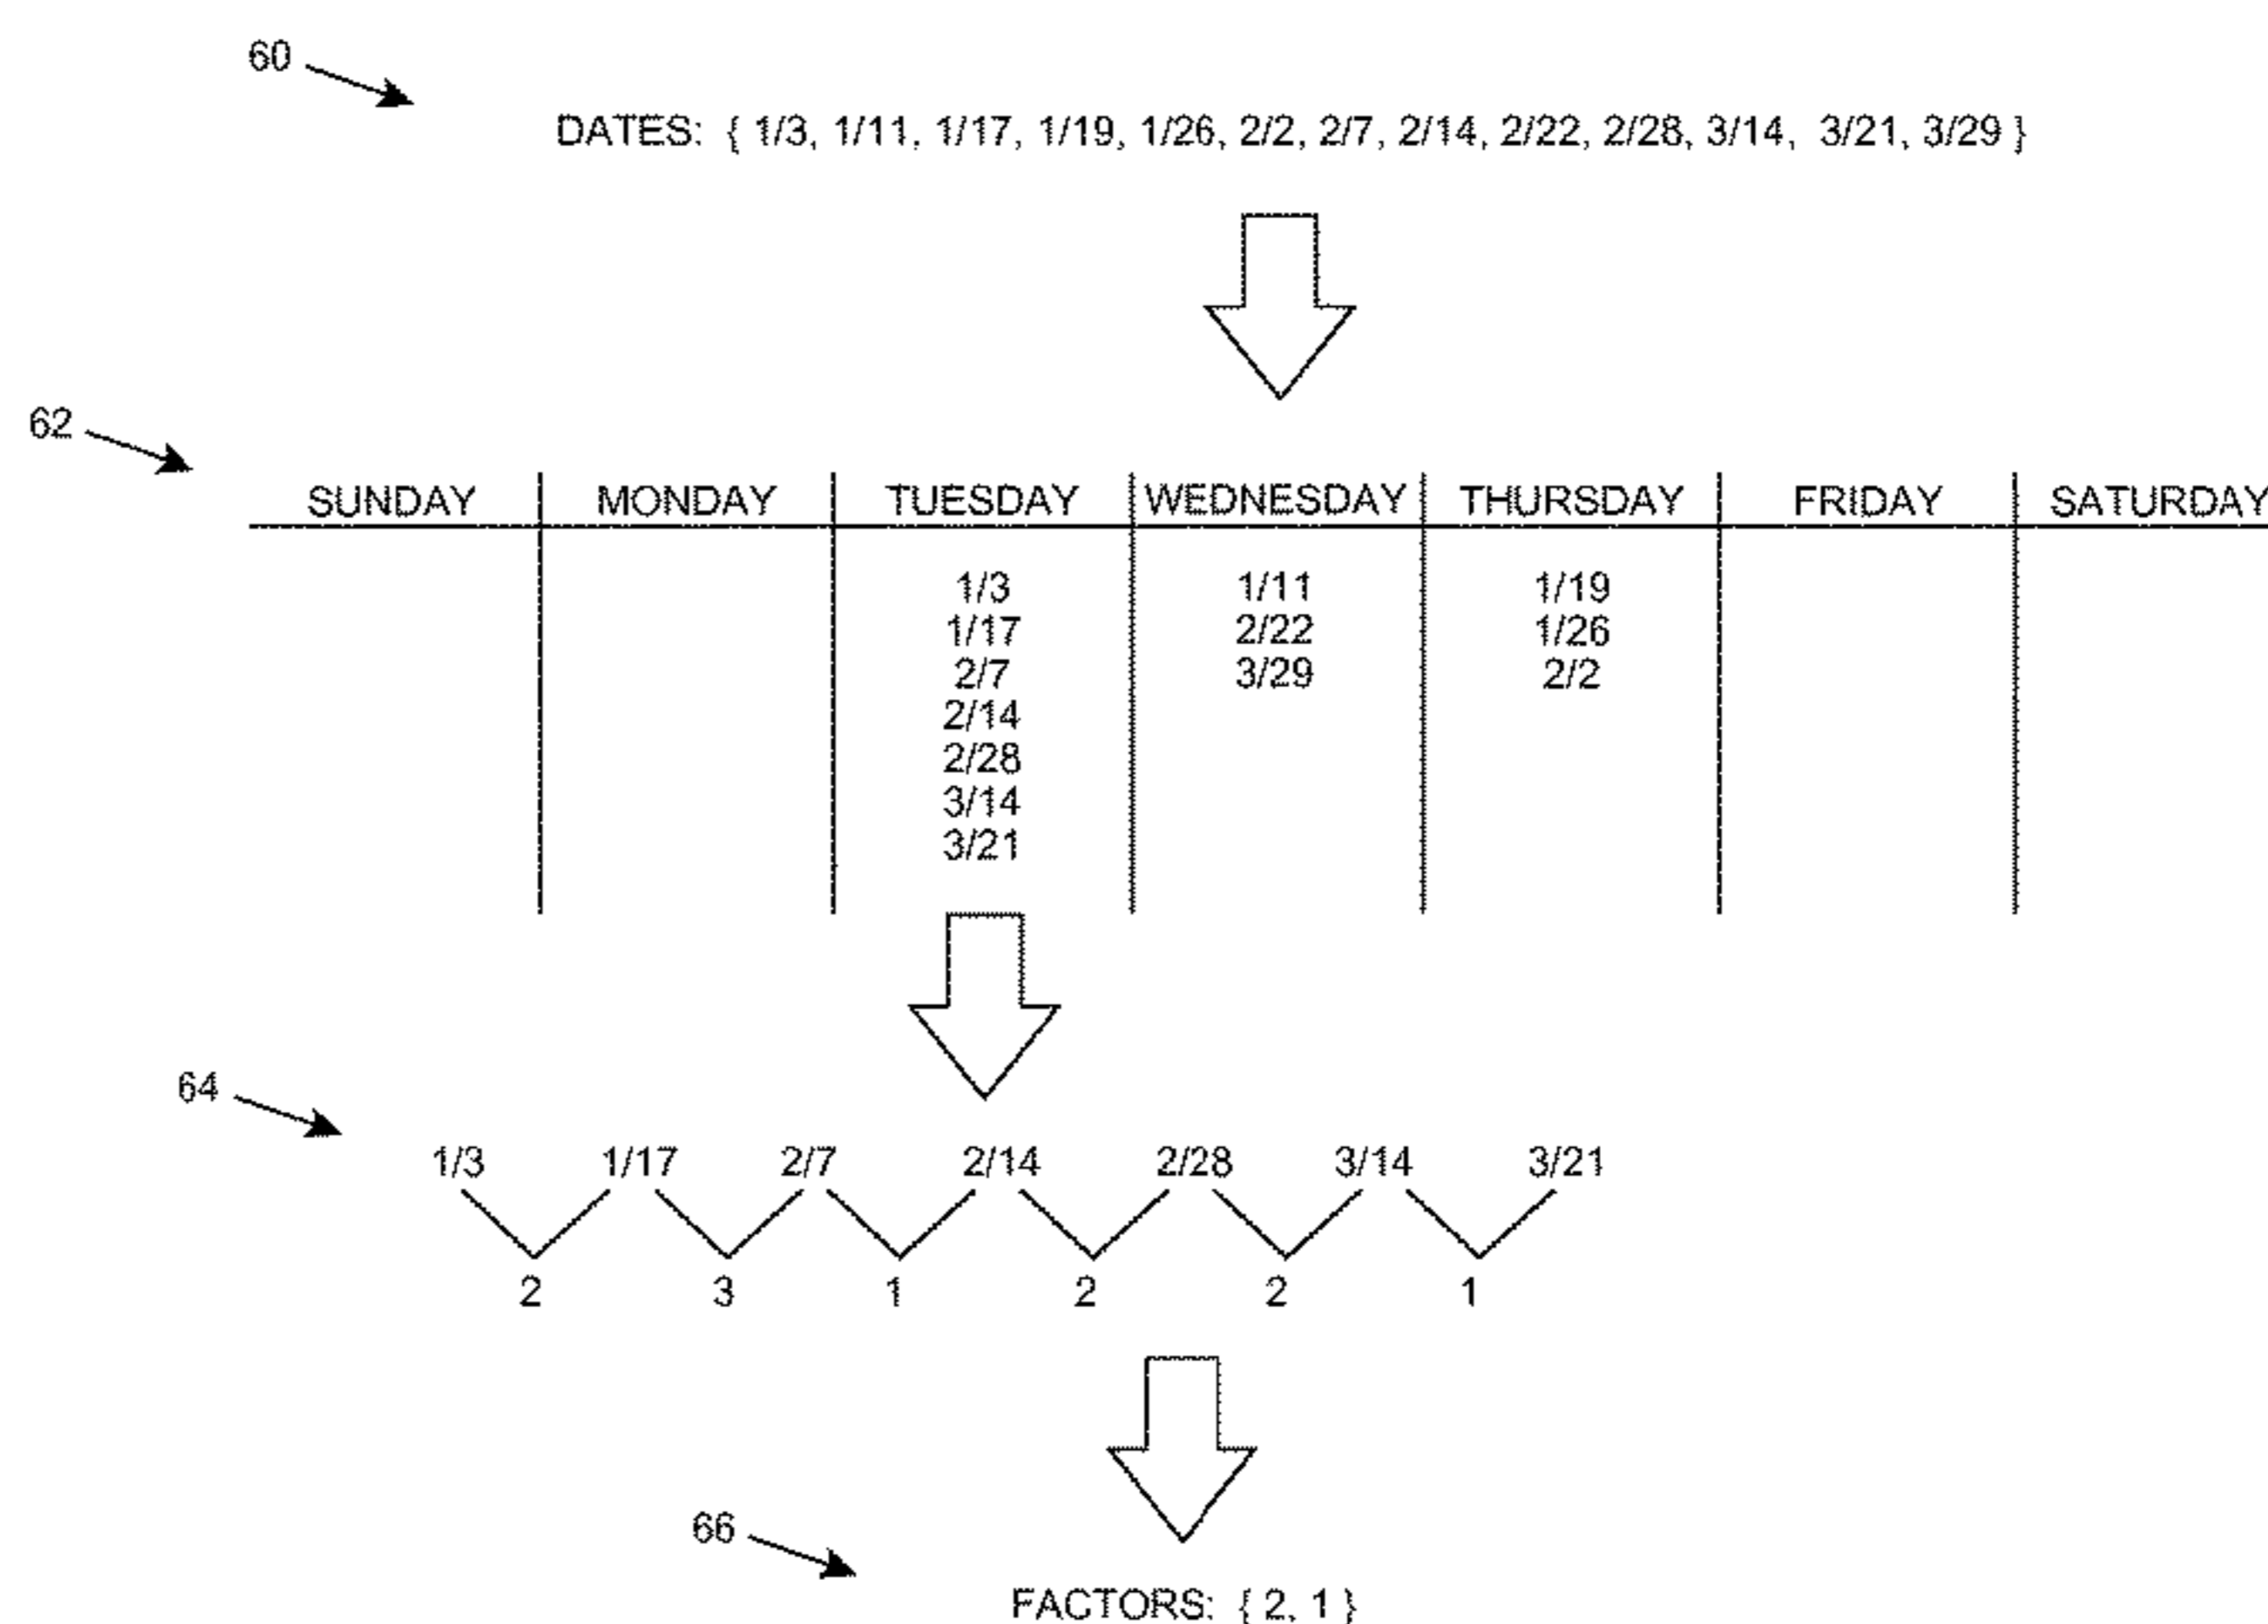 60
DATES: { 1/3, 1/11, 1/17, 1/19, 1/26, 2/2, 2/7, 2/14, 2/22, 2/28, 3/14, 3/21, 3/29 }
62
SUNDAY MONDAY TUESDAY WEDNESDAY THURSDAY FRIDAY SATURDAY
1/3 1/11 1/19
1/17 2/22 1/26
2/7 3/29 2/2
2/14
2/28
3/14
3/21
64
1/3 1/17 2/7 2/14 2/28 3/14 3/21
2 3 1 2 2 1
66
FACTORS: { 2, 1 }